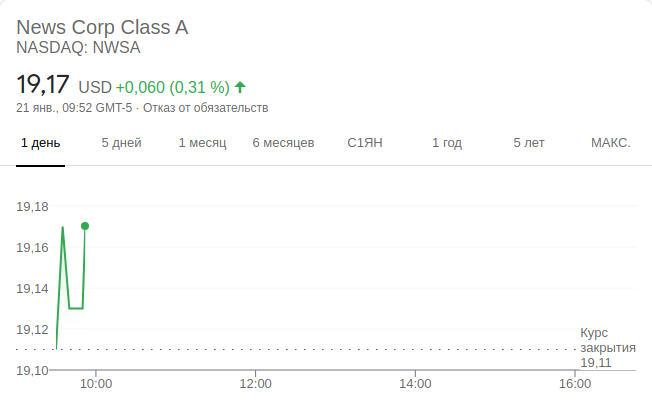 News Corp Class A
NASDAQ: NWSA
19,17 USD +0,060 (0,31 %)
21 янв., 09:52 GMT-5 · Отказ от обязательств
1 день 5 дней 1 месяц 6 месяцев С1ЯН 1 год 5 лет МАКС.
19,18
19,16
19,14
19,12
19,10
Курс
закрытия
19,11
10:00 12:00 14:00 16:00